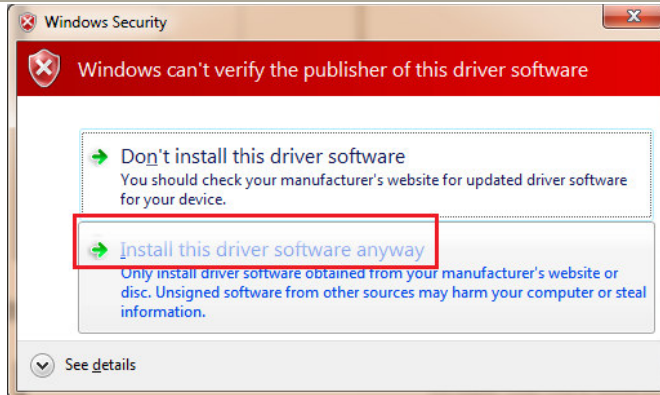 Windows Security
Windows can't verify the publisher of this driver software
Don't install this driver software
You should check your manufacturer's website for updated driver software
for your device.
Install this driver software anyway
Only install driver software obtained from your manufacturer's website or
disc. Unsigned software from other sources may harm your computer or steal
information.
See details